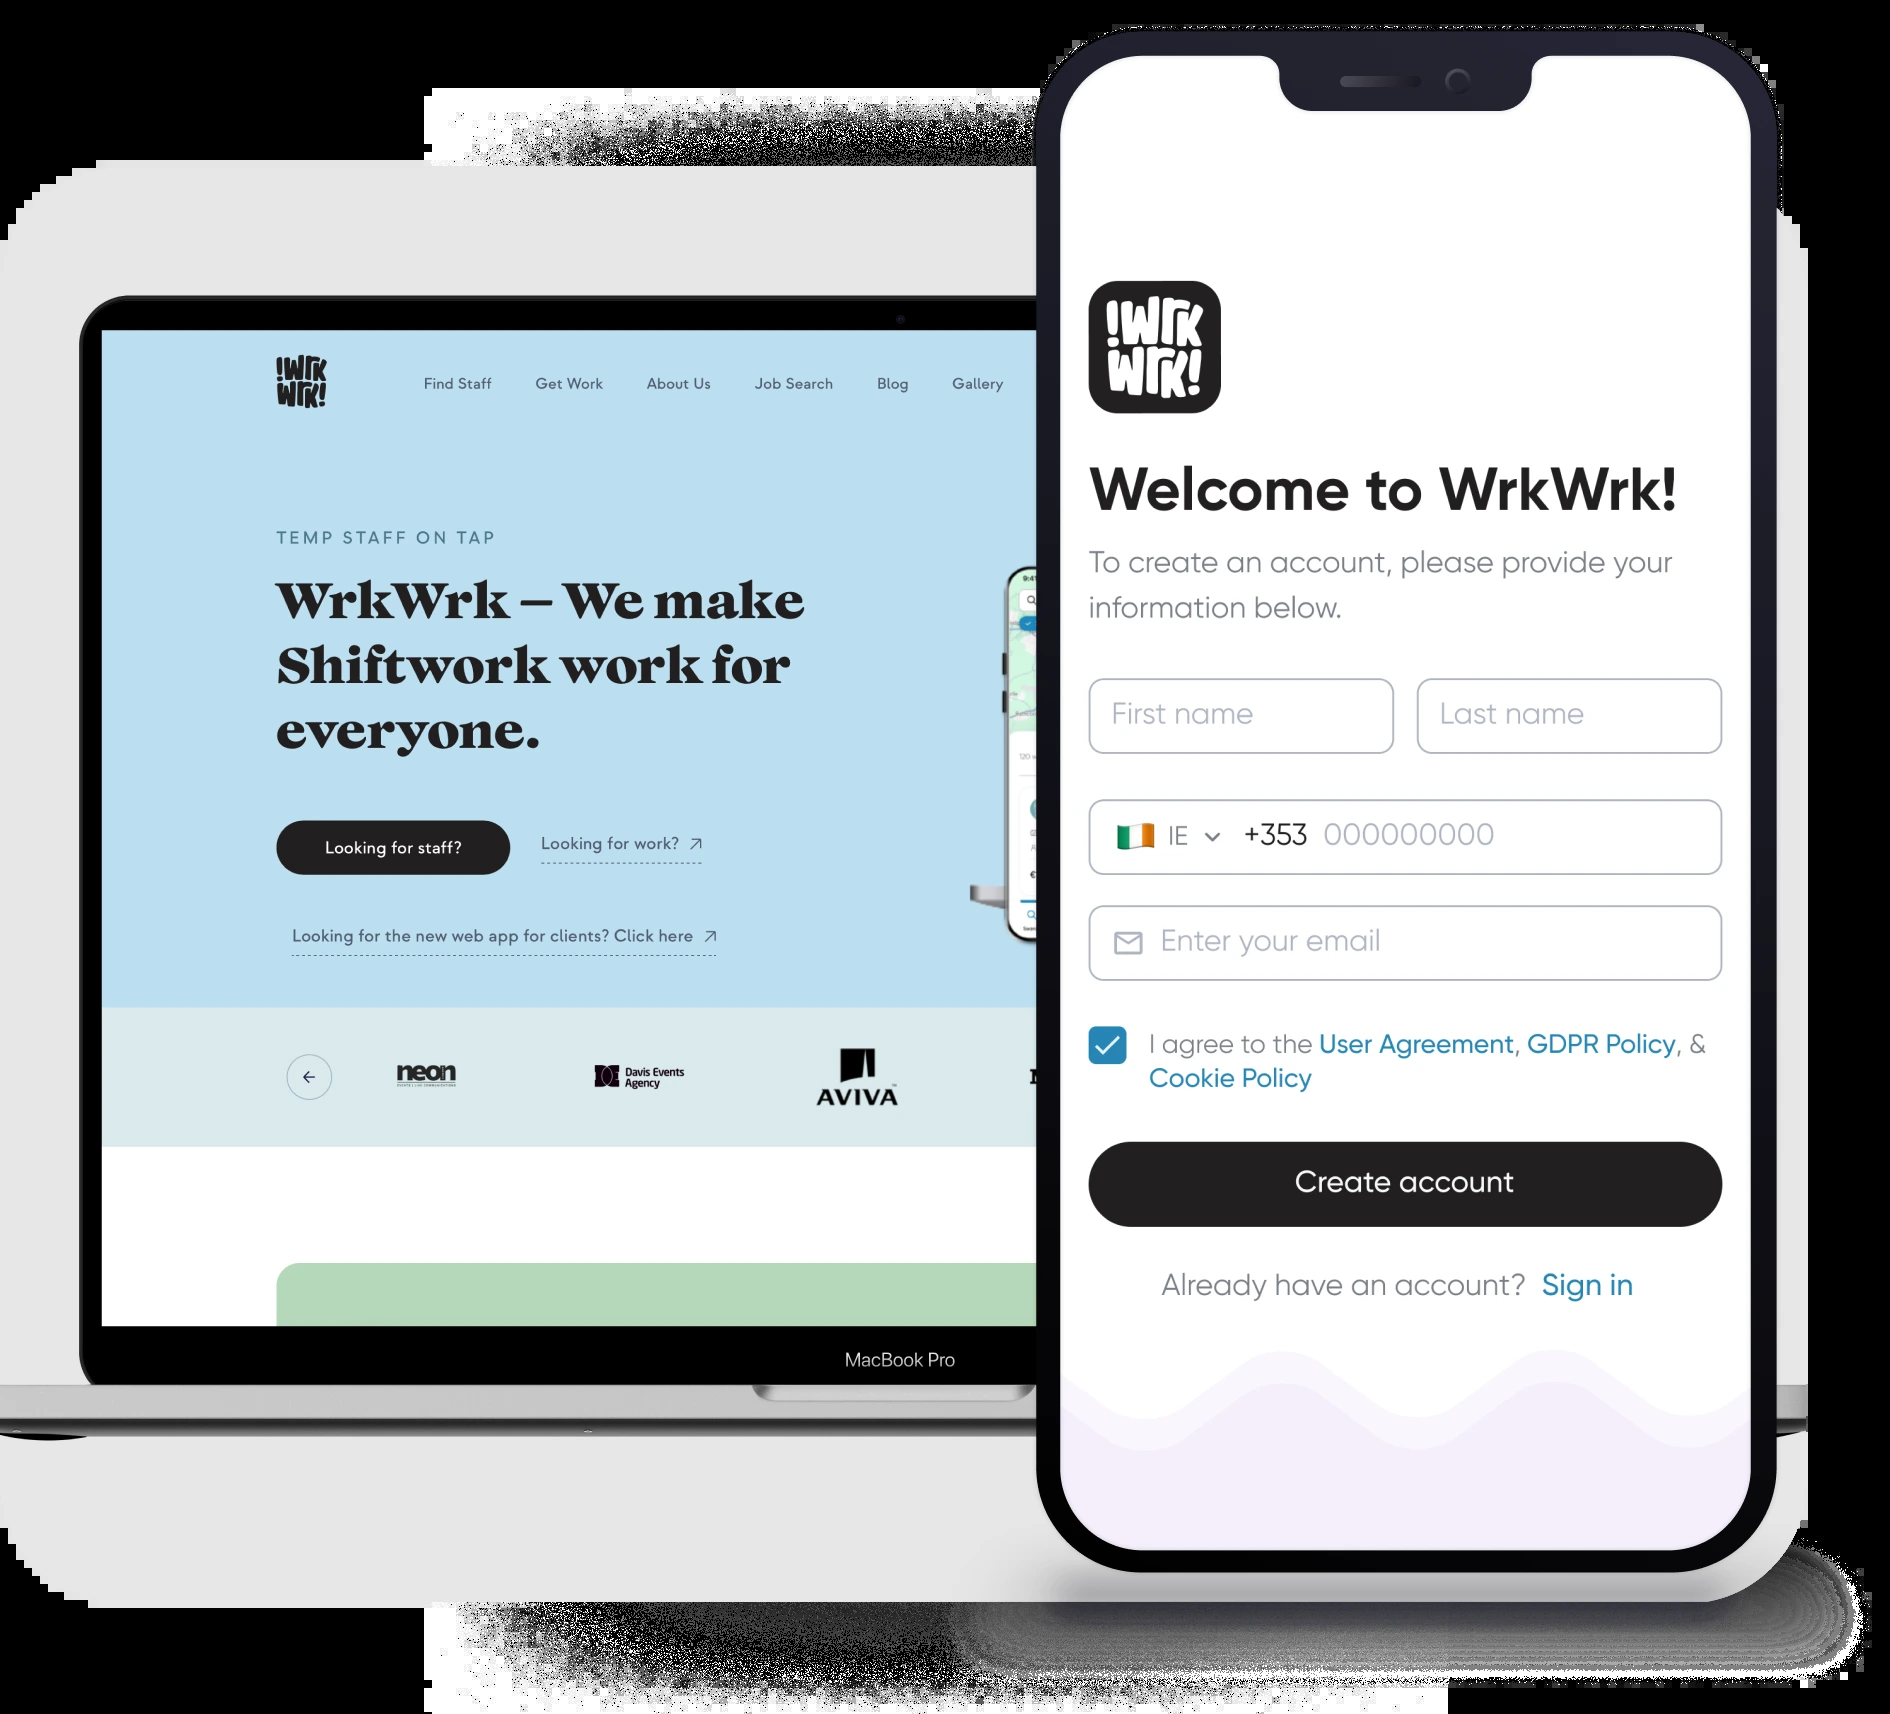 !Wrk
Wrk!
Find Staff Get Work About Us Job Search Blog Gallery
TEMP STAFF ON TAP
WrkWrk – We make
Shiftwork work for
everyone.
Looking for staff? Looking for work?
Looking for the new web app for clients? Click here
neon
Davis Events
Agency
AVIVA
MacBook Pro
9:41
120
!Wrk
Wrk!
Welcome to WrkWrk!
To create an account, please provide your
information below.
First name Last name
IE +353 000000000
Enter your email
I agree to the User Agreement, GDPR Policy, &
Cookie Policy
Create account
Already have an account? Sign in